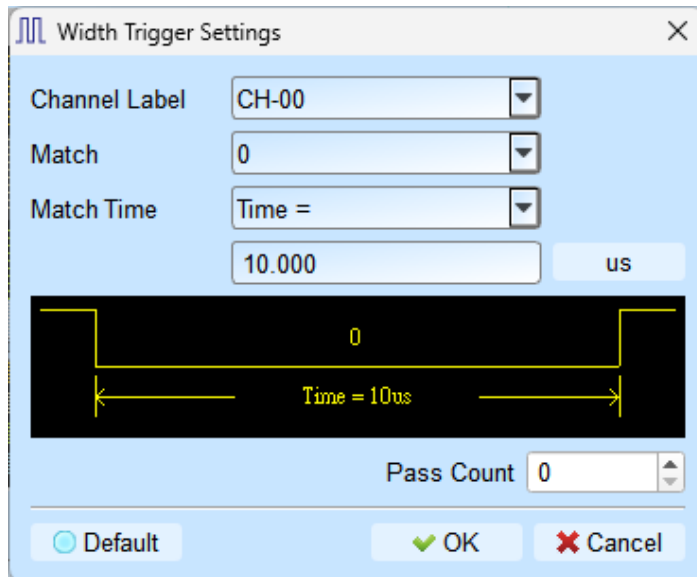 Width Trigger Settings
Channel Label CH-00
Match 0
Match Time Time =
10.000 us
0
Time = 10us
Pass Count 0
Default OK Cancel